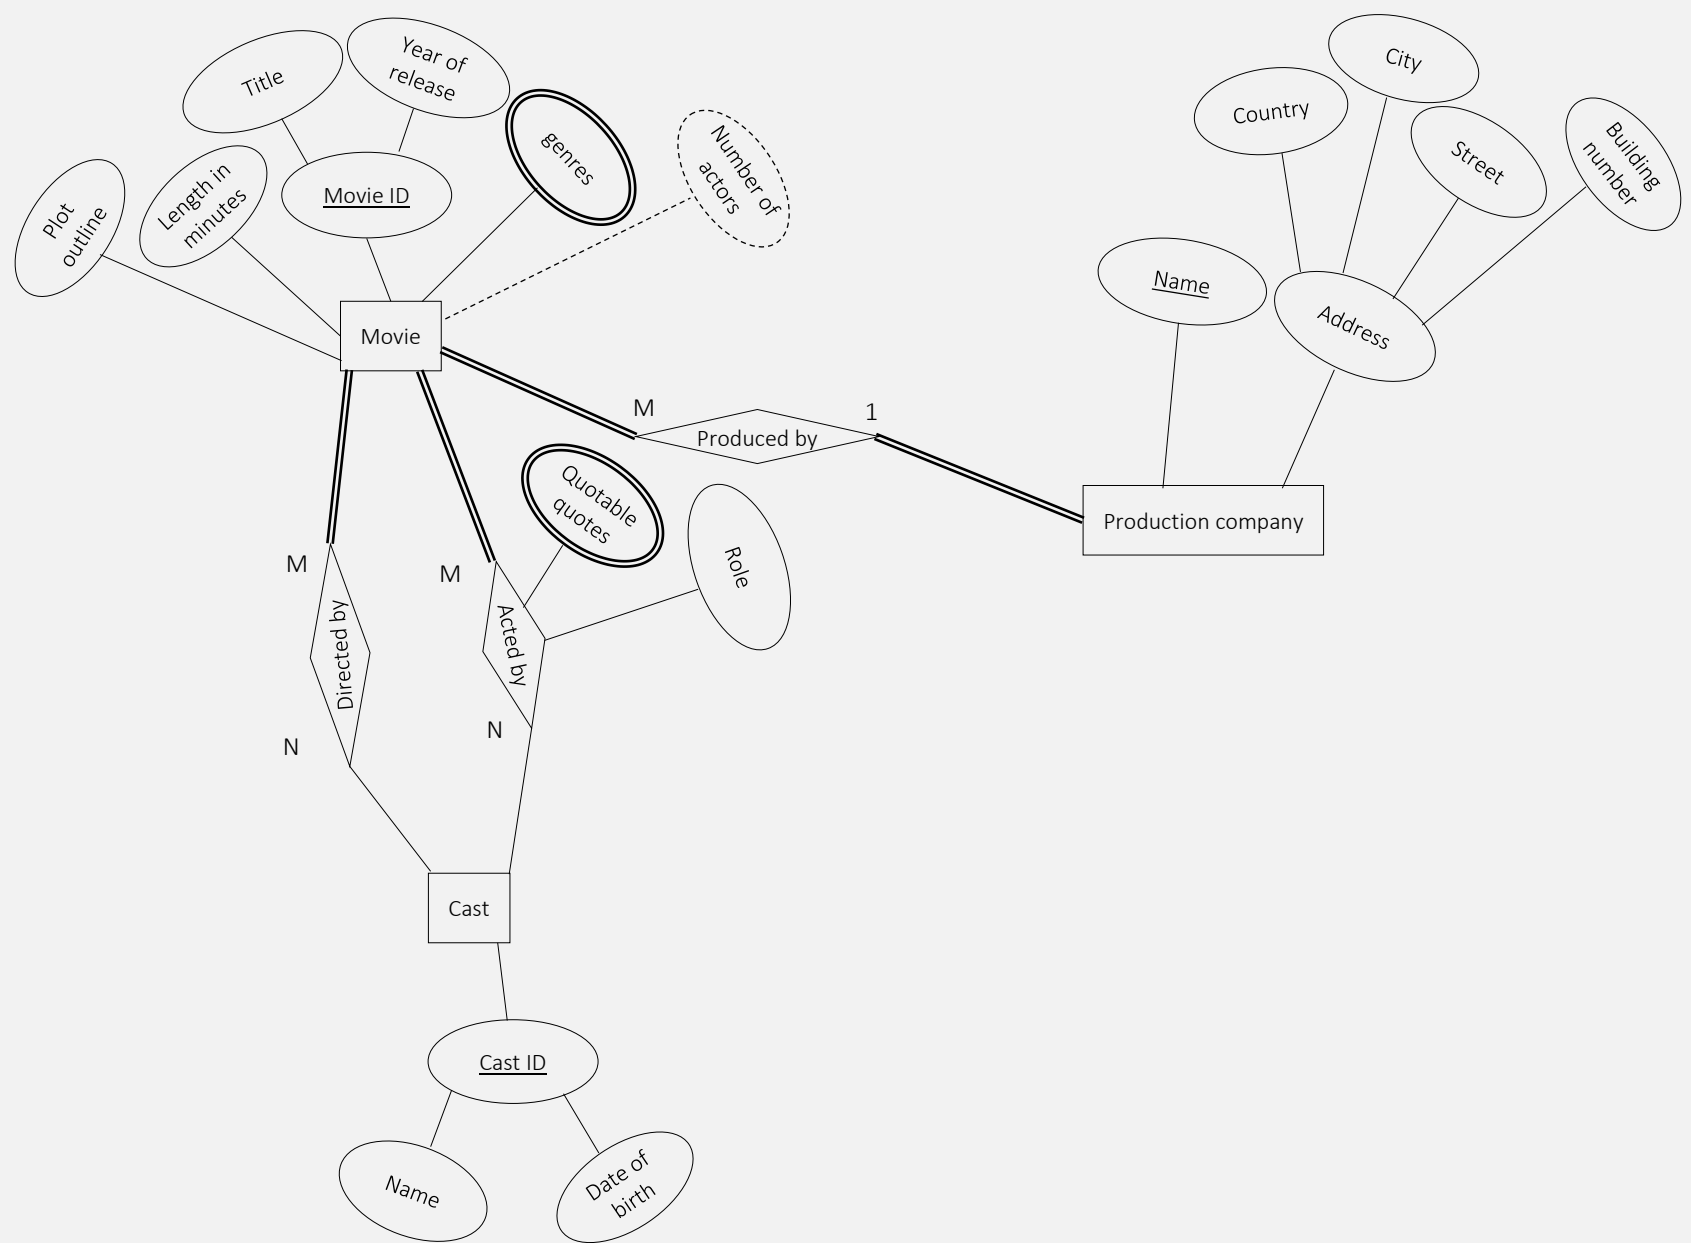 Title
Year of
release
genres
Number of
actors
Plot
outline
Length in
minutes
Movie ID
Movie
City
Country
Street
Building
number
Name
Address
M
Produced by
1
Production company
Quotable
quotes
Role
M
M
Directed by
Acted by
N
N
Cast
Cast ID
Name
Date of
birth